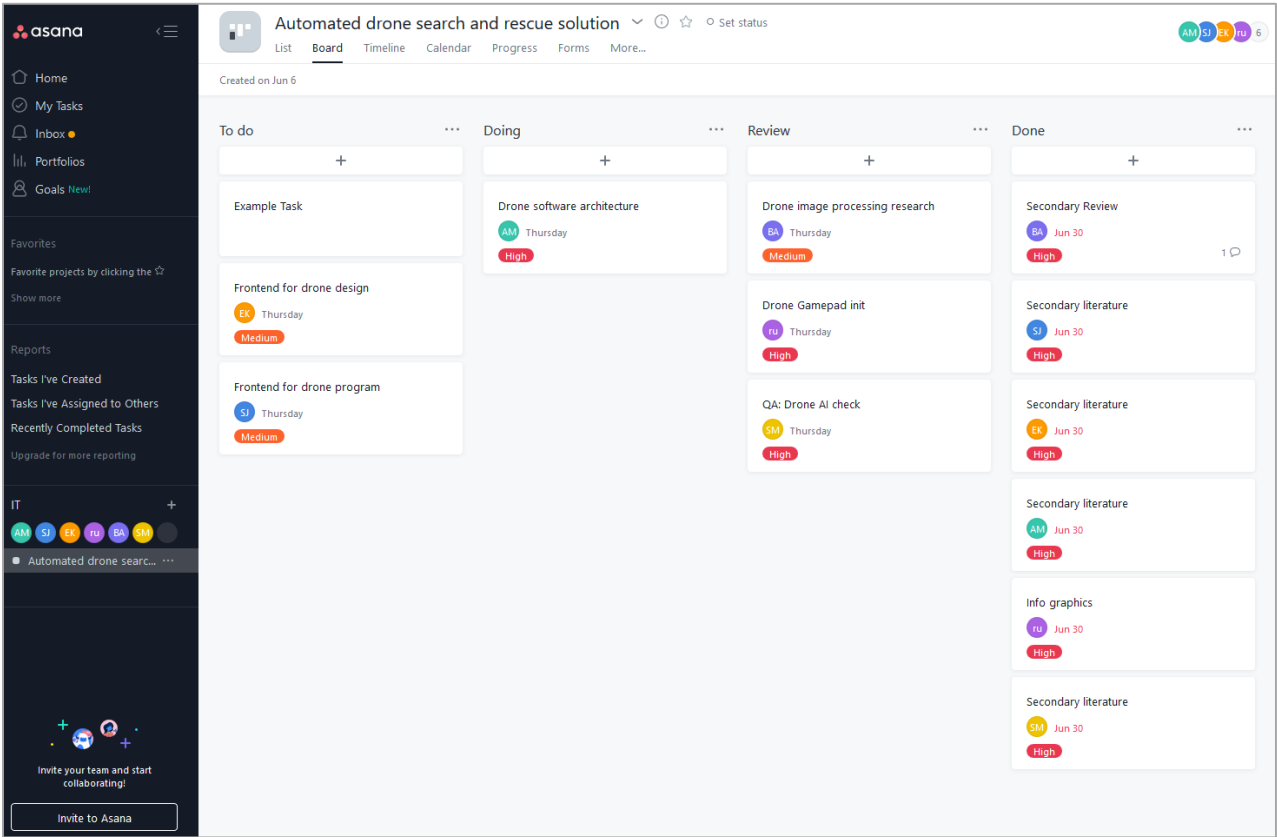 asana
Home
My Tasks
Inbox
Portfolios
Goals New!
Favorites
Favorite projects by clicking the
Show more
Reports
Tasks I've Created
Tasks I've Assigned to Others
Recently Completed Tasks
Upgrade for more reporting
IT +
AM SJ EK ru BA SM
Automated drone searc... ...
Invite your team and start
collaborating!
Invite to Asana
Automated drone search and rescue solution Set status
List Board Timeline Calendar Progress Forms More...
AM SJ EK ru 6
Created on Jun 6
To do ...
+
Example Task
Frontend for drone design
EK Thursday
Medium
Frontend for drone program
SJ Thursday
Medium
Doing ...
+
Drone software architecture
AM Thursday
High
Review ...
+
Drone image processing research
BA Thursday
Medium
Drone Gamepad init
ru Thursday
High
QA: Drone AI check
SM Thursday
High
Done ...
+
Secondary Review
BA Jun 30
High 1
Secondary literature
SJ Jun 30
High
Secondary literature
EK Jun 30
High
Secondary literature
AM Jun 30
High
Info graphics
ru Jun 30
High
Secondary literature
SM Jun 30
High